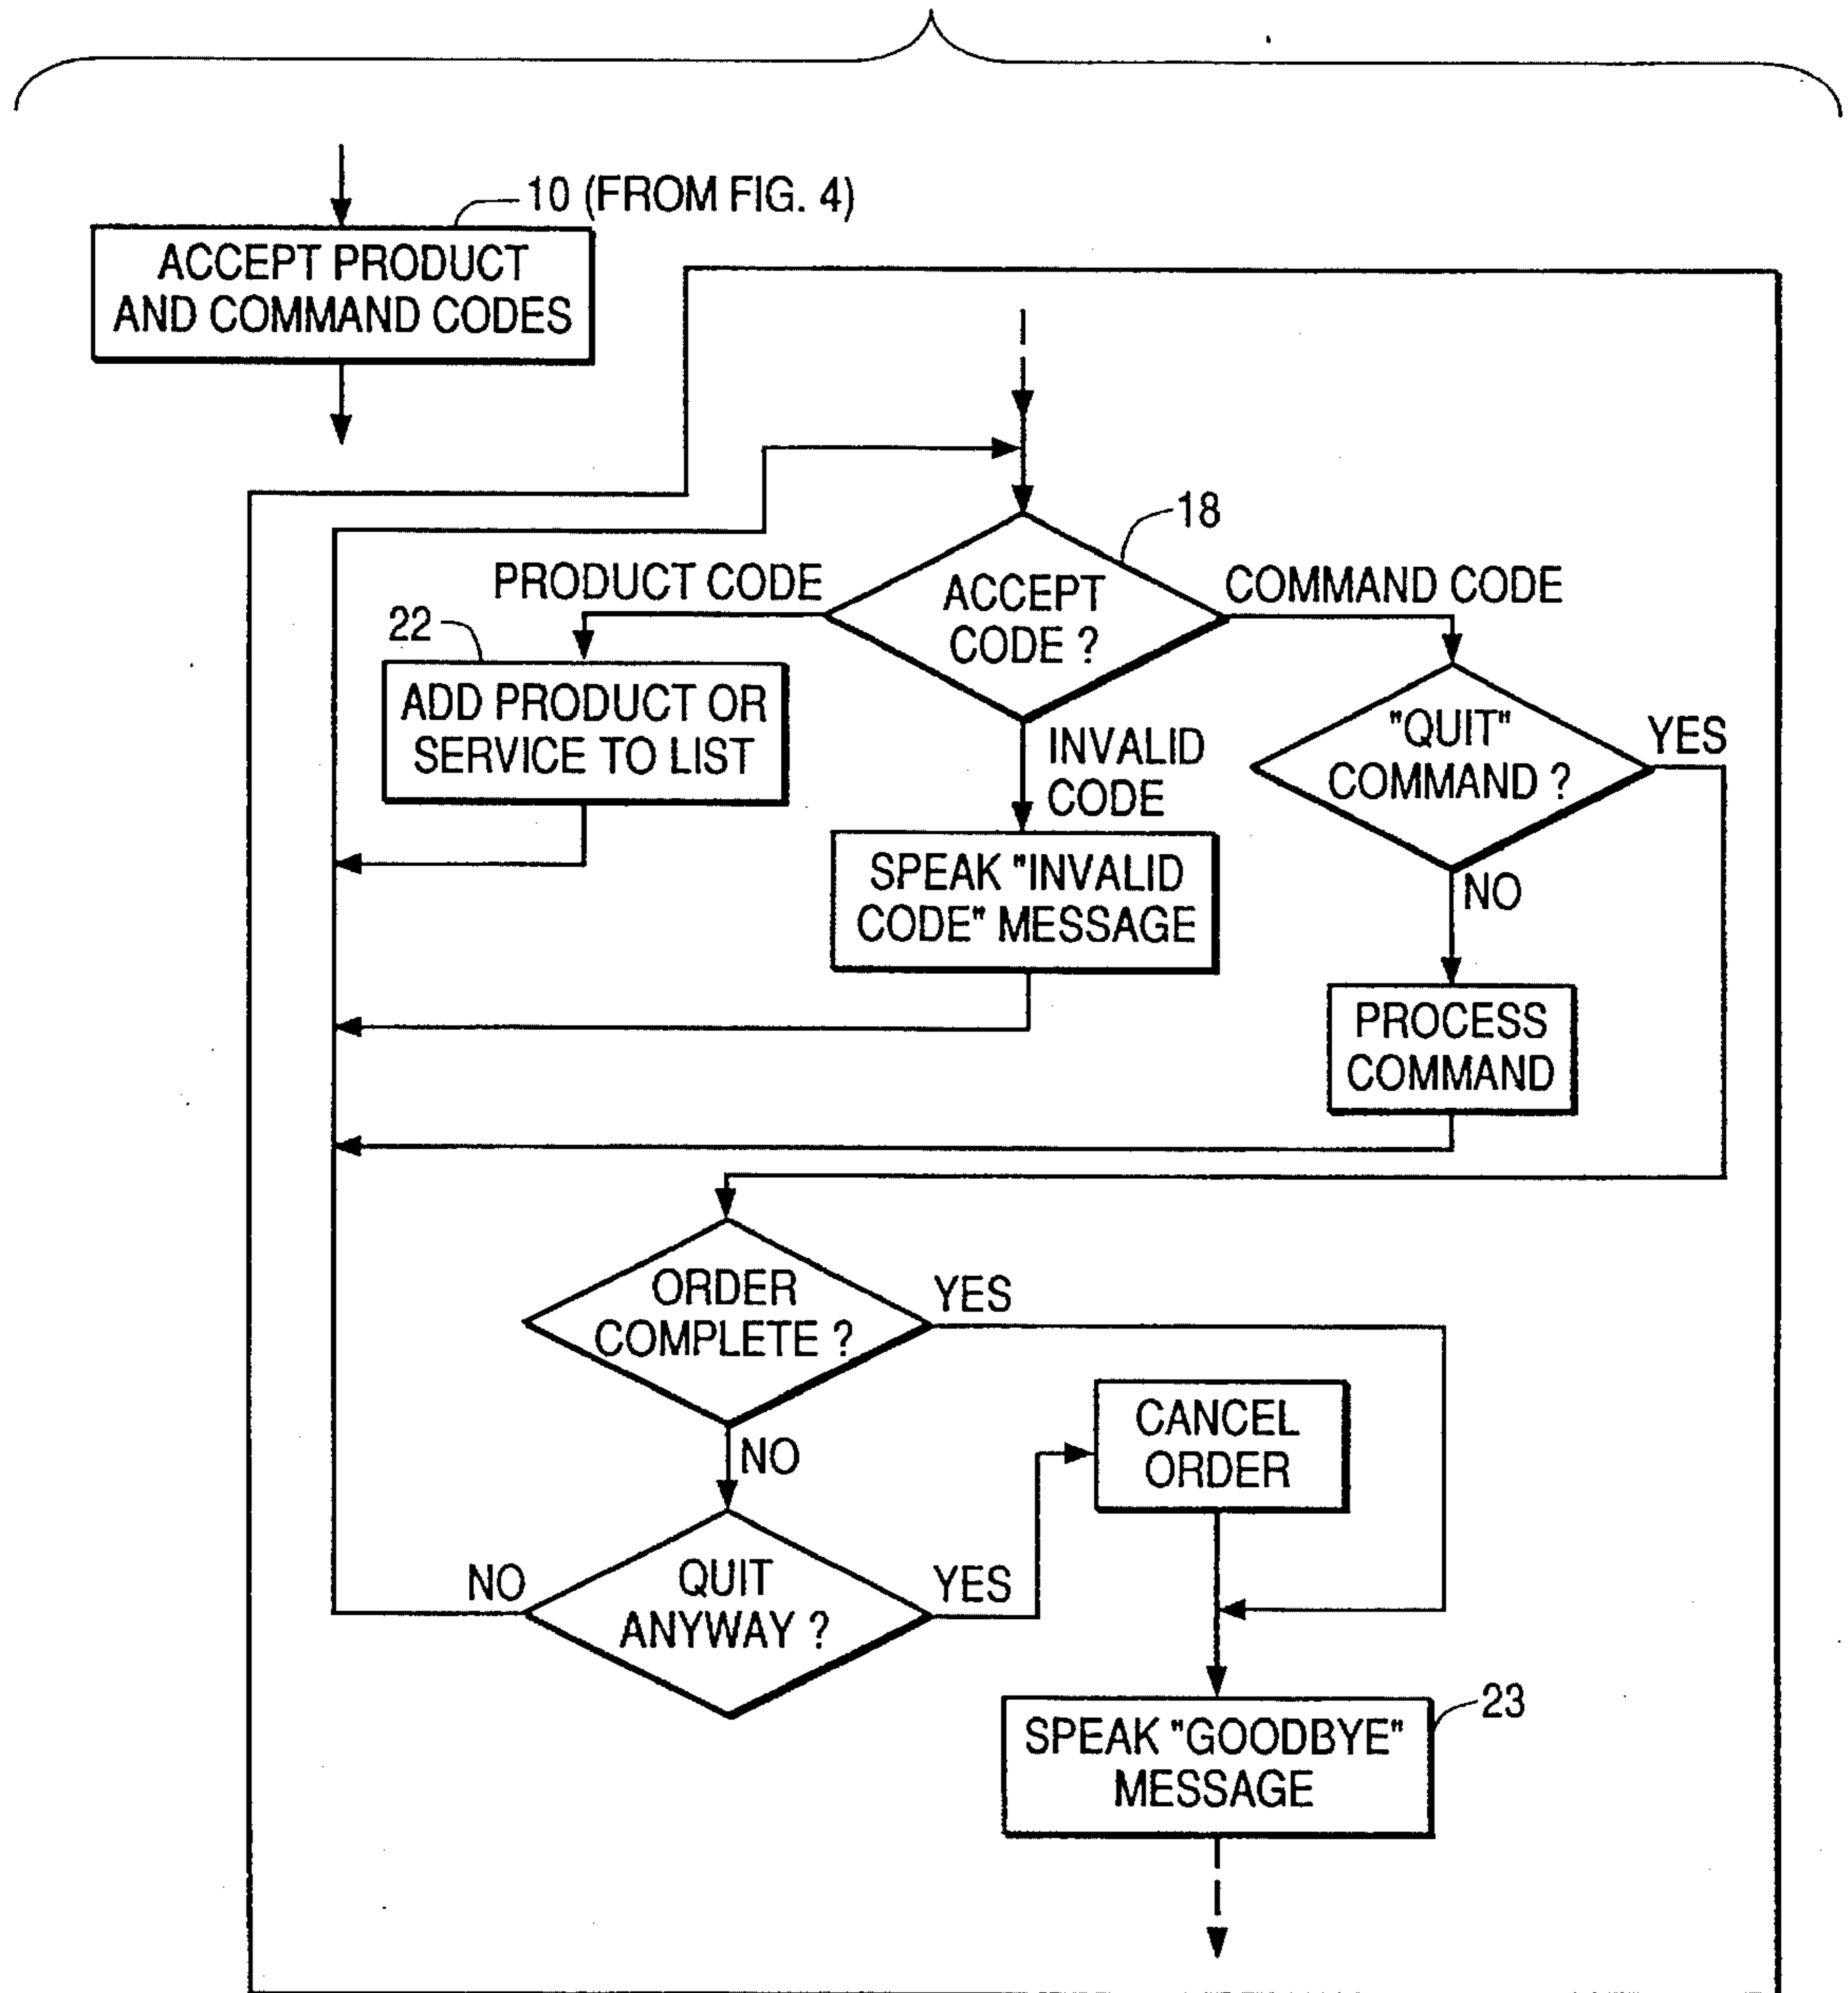 10 (FROM FIG. 4)
ACCEPT PRODUCT
AND COMMAND CODES
18
PRODUCT CODE
ACCEPT
CODE ?
COMMAND CODE
22
ADD PRODUCT OR
SERVICE TO LIST
INVALID
CODE
"QUIT"
COMMAND ?
YES
SPEAK "INVALID
CODE" MESSAGE
NO
PROCESS
COMMAND
ORDER
COMPLETE ?
YES
NO
CANCEL
ORDER
NO
QUIT
ANYWAY ?
YES
23
SPEAK "GOODBYE"
MESSAGE